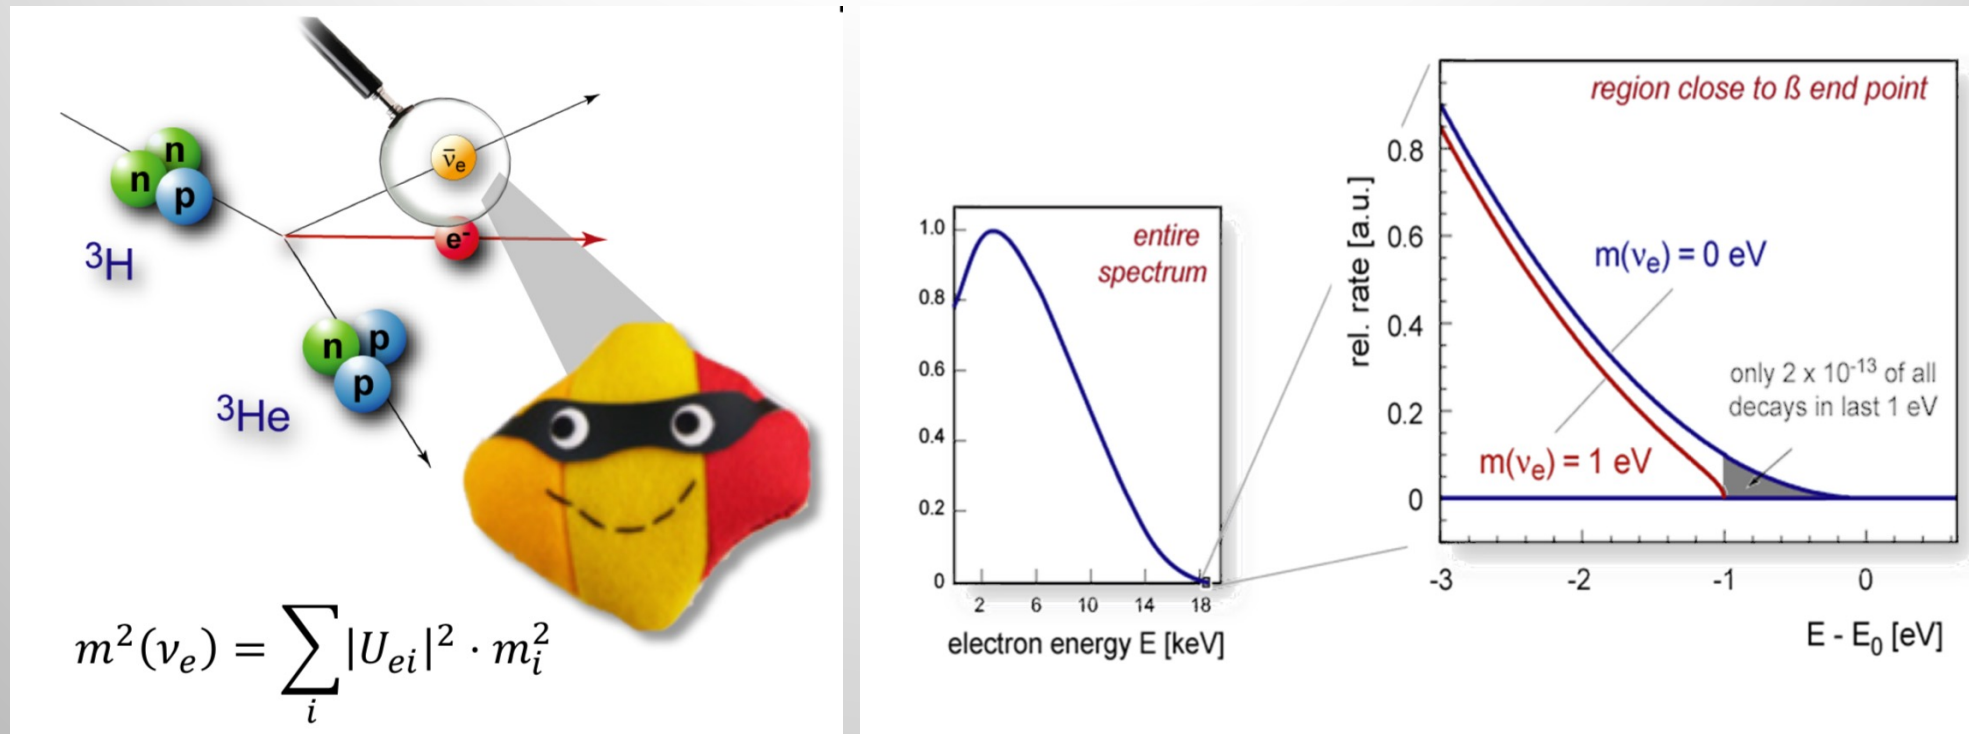 n
n
p
³H
ν̄ₑ
e⁻
n
p
p
³He
m²(νₑ) = ∑ᵢ |Uₑᵢ|² · mᵢ²
entire
spectrum
1.0
0.8
0.6
0.4
0.2
0
2 6 10 14 18
electron energy E [keV]
region close to ß end point
rel. rate [a.u.]
0.8
0.6
0.4
0.2
0
m(νₑ) = 0 eV
only 2 x 10⁻¹³ of all
decays in last 1 eV
m(νₑ) = 1 eV
-3 -2 -1 0
E - E₀ [eV]